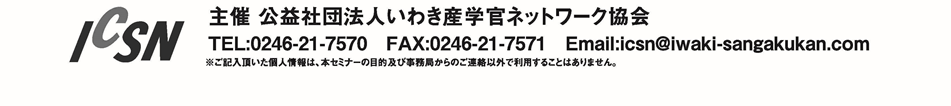 ICSN
主催 公益社団法人いわき産学官ネットワーク協会
TEL:0246-21-7570 FAX:0246-21-7571 Email:icsn@iwaki-sangakukan.com
※ご記入頂いた個人情報は、本セミナーの目的及び事務局からのご連絡以外で利用することはありません。